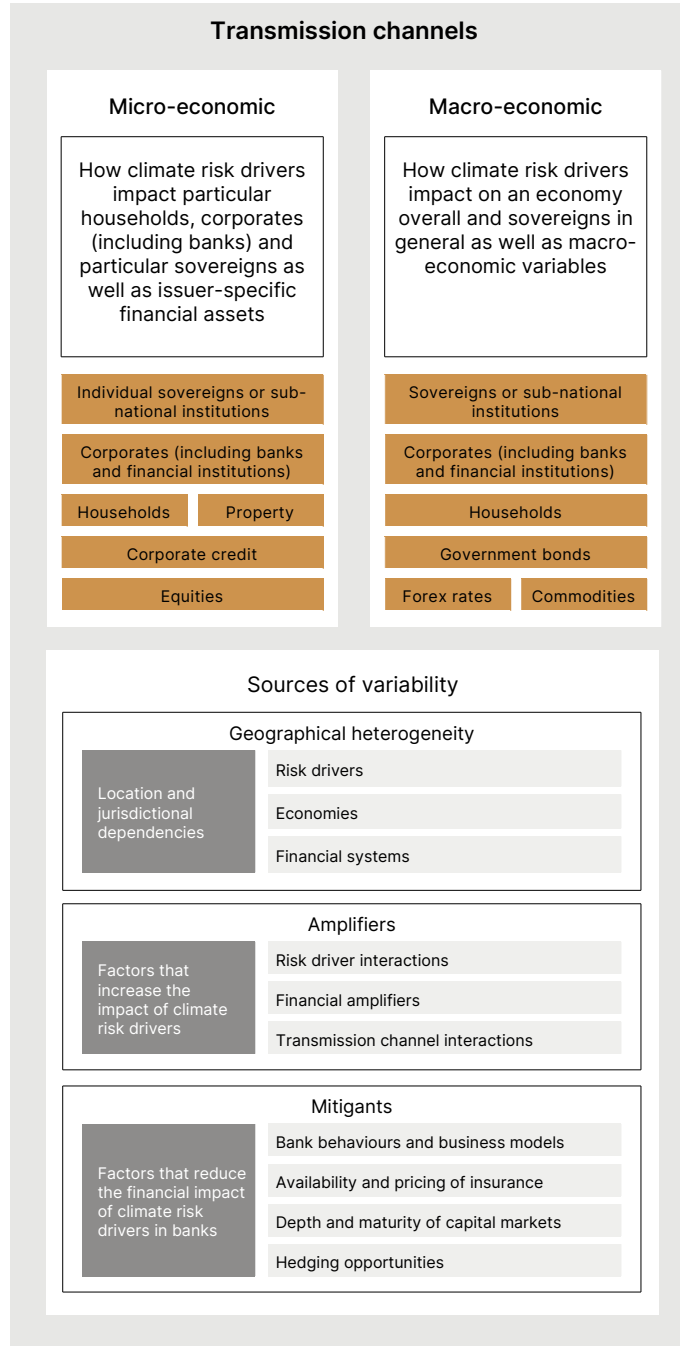 Transmission channels
Micro-economic
How climate risk drivers
impact particular
households, corporates
(including banks) and
particular sovereigns as
well as issuer-specific
financial assets
Individual sovereigns or sub-
national institutions
Corporates (including banks
and financial institutions)
Households
Property
Corporate credit
Equities
Macro-economic
How climate risk drivers
impact on an economy
overall and sovereigns in
general as well as macro-
economic variables
Sovereigns or sub-national
institutions
Corporates (including banks
and financial institutions)
Households
Government bonds
Forex rates
Commodities
Sources of variability
Geographical heterogeneity
Location and
jurisdictional
dependencies
Risk drivers
Economies
Financial systems
Amplifiers
Factors that
increase the
impact of climate
risk drivers
Risk driver interactions
Financial amplifiers
Transmission channel interactions
Mitigants
Factors that reduce
the financial impact
of climate risk
drivers in banks
Bank behaviours and business models
Availability and pricing of insurance
Depth and maturity of capital markets
Hedging opportunities